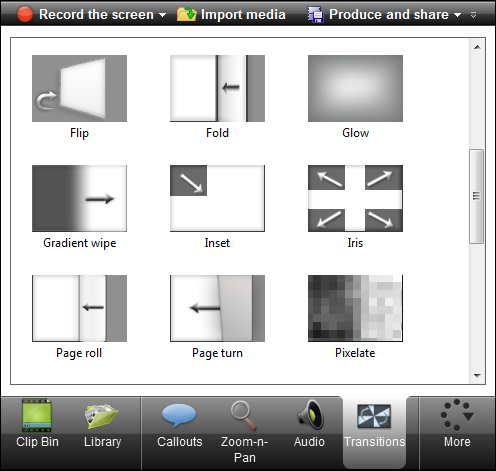 Record the screen Import media Produce and share
Flip Fold Glow
Gradient wipe Inset Iris
Page roll Page turn Pixelate
Clip Bin Library Callouts Zoom-n-
Pan Audio Transitions More